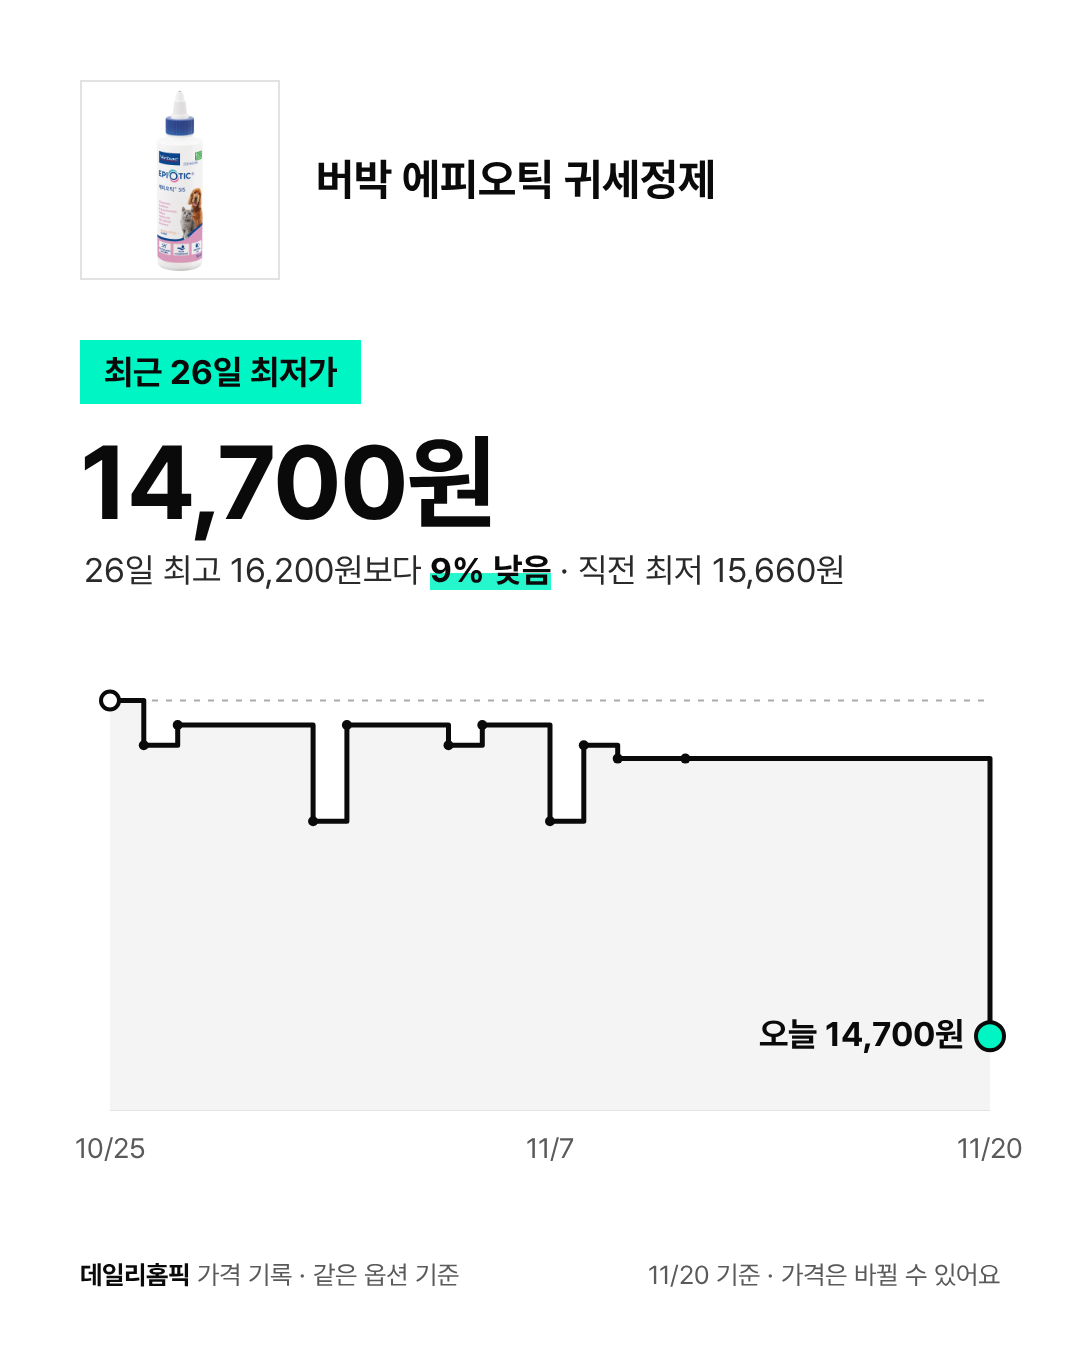 Virbac
EPIOTIC
버박 에피오틱 귀세정제
최근 26일 최저가
14,700원
26일 최고 16,200원보다 9% 낮음 · 직전 최저 15,660원
오늘 14,700원
10/25 11/7 11/20
데일리홈픽 가격 기록 · 같은 옵션 기준
11/20 기준 · 가격은 바뀔 수 있어요